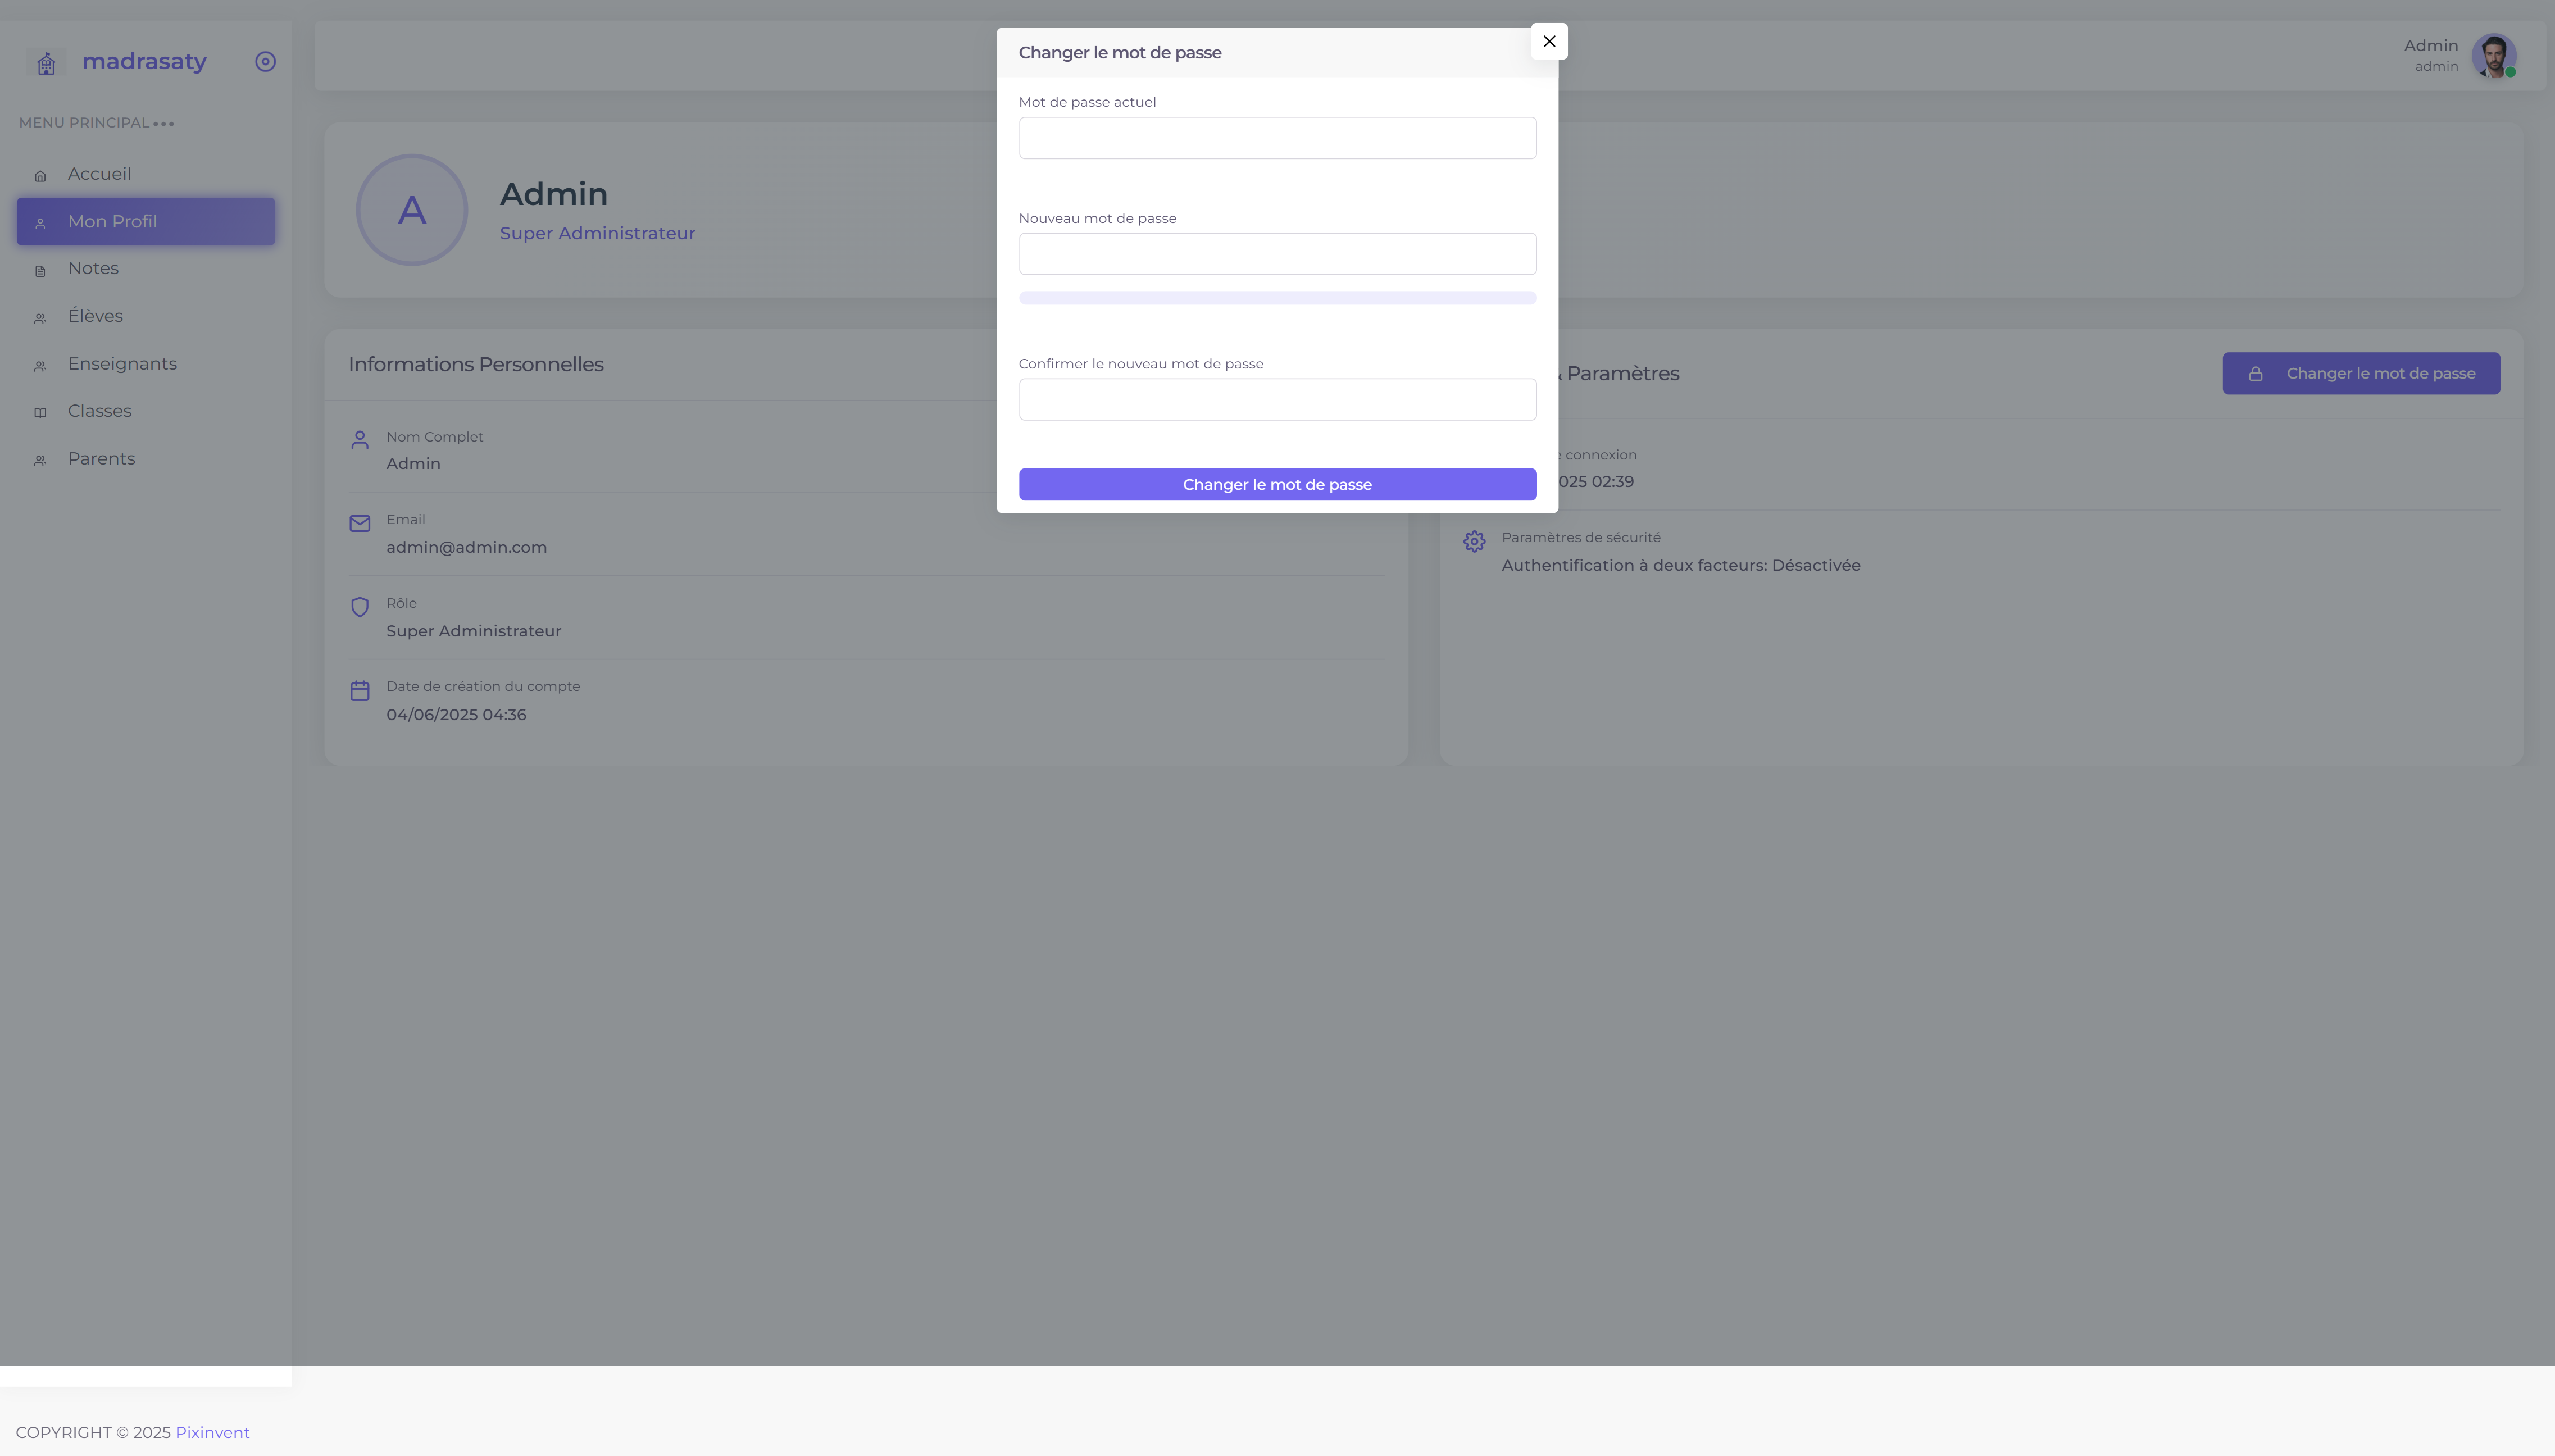 madrasaty
MENU PRINCIPAL
Accueil
Mon Profil
Notes
Élèves
Enseignants
Classes
Parents
Admin
admin
A
Admin
Super Administrateur
Informations Personnelles
Nom Complet
Admin
Email
admin@admin.com
Rôle
Super Administrateur
Date de création du compte
04/06/2025 04:36
Changer le mot de passe
Mot de passe actuel
Nouveau mot de passe
Confirmer le nouveau mot de passe
Changer le mot de passe
Paramètres
Changer le mot de passe
connexion
02:39
Paramètres de sécurité
Authentification à deux facteurs: Désactivée
COPYRIGHT © 2025 Pixinvent